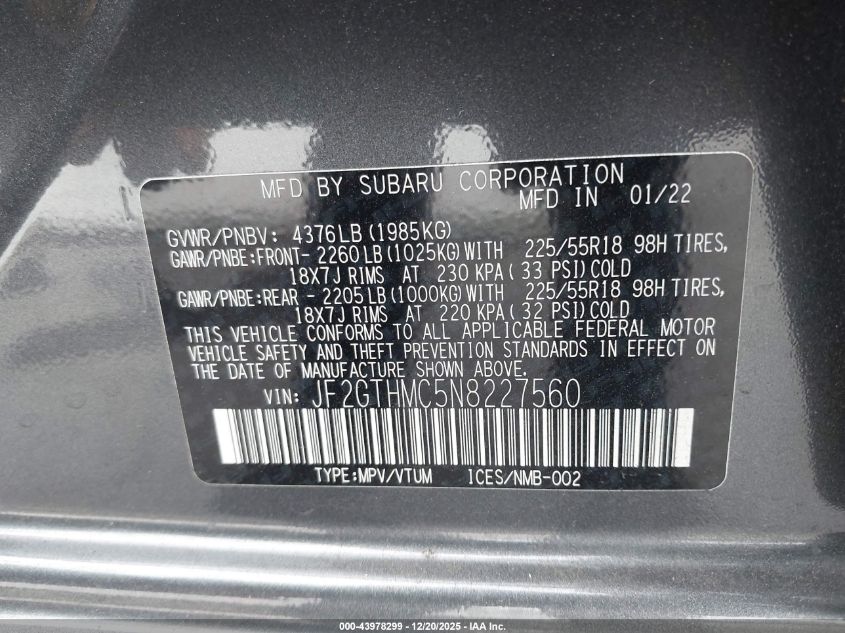 MFD BY SUBARU CORPORATION
MFD IN 01/22
GVWR/PNBV: 4376LB (1985KG)
GAWR/PNBE:FRONT- 2260 LB (1025KG) WITH 225/55R18 98H TIRES,
18X7J RIMS AT 230 KPA ( 33 PSI) COLD
GAWR/PNBE:REAR - 2205 LB (1000KG) WITH 225/55R18 98H TIRES,
18X7J RIMS AT 220 KPA ( 32 PSI) COLD
THIS VEHICLE CONFORMS TO ALL APPLICABLE FEDERAL MOTOR
VEHICLE SAFETY AND THEFT PREVENTION STANDARDS IN EFFECT ON
THE DATE OF MANUFACTURE SHOWN ABOVE.
VIN: JF2GTHMC5N8227560
TYPE:MPV/VTUM ICES/NMB-002
000-43978299 - 12/20/2025 - IAA Inc.